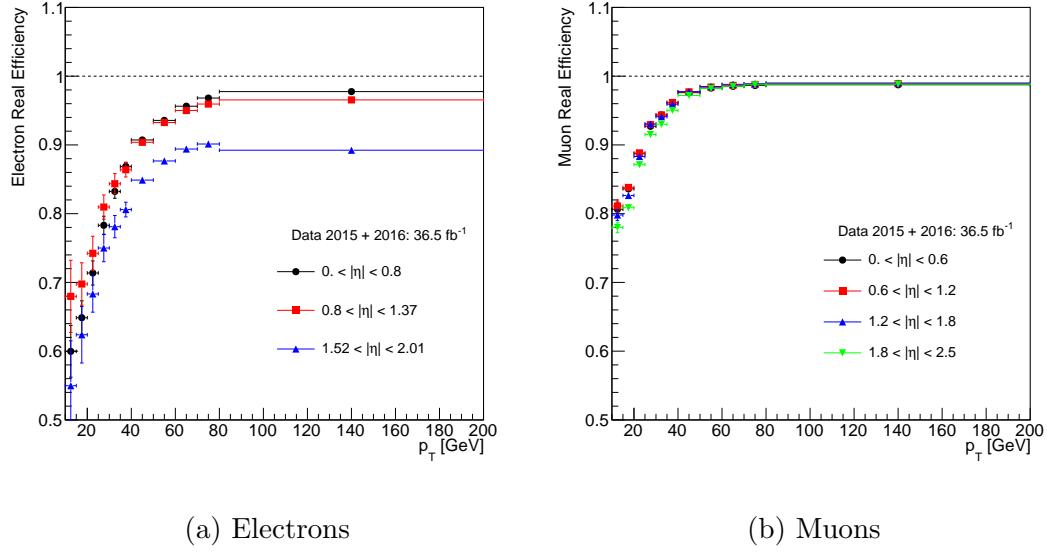 Electron Real Efficiency
1.1
1
0.9
0.8
0.7
0.6
0.5
Data 2015 + 2016: 36.5 fb⁻¹
0. < |η| < 0.8
0.8 < |η| < 1.37
1.52 < |η| < 2.01
20 40 60 80 100 120 140 160 180 200
p_T [GeV]
(a) Electrons
Muon Real Efficiency
1.1
1
0.9
0.8
0.7
0.6
0.5
Data 2015 + 2016: 36.5 fb⁻¹
0. < |η| < 0.6
0.6 < |η| < 1.2
1.2 < |η| < 1.8
1.8 < |η| < 2.5
20 40 60 80 100 120 140 160 180 200
p_T [GeV]
(b) Muons